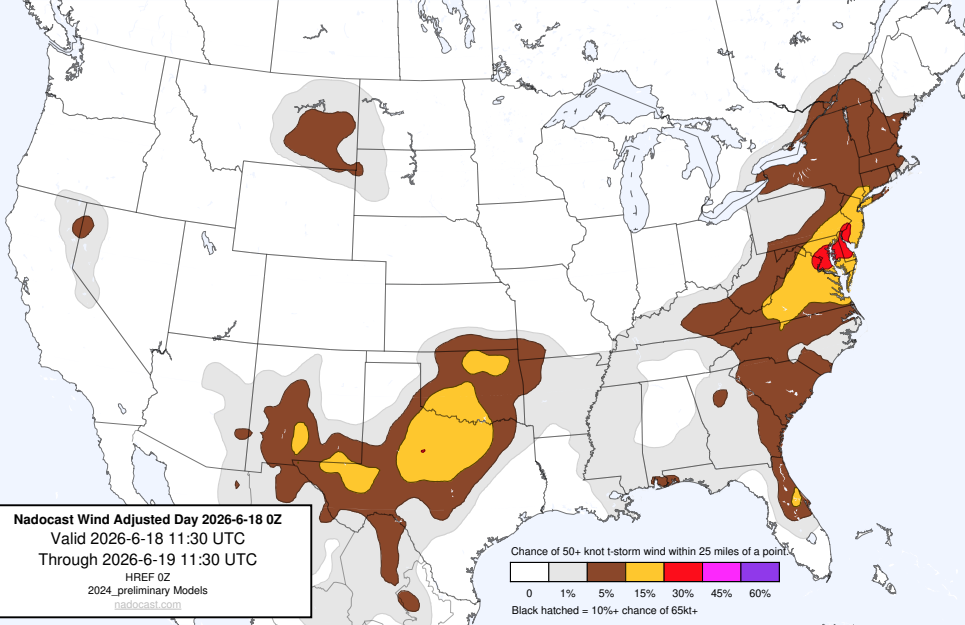 Nadocast Wind Adjusted Day 2026-6-18 0Z
Valid 2026-6-18 11:30 UTC
Through 2026-6-19 11:30 UTC
HREF 0Z
2024_preliminary Models
nadocast.com
Chance of 50+ knot t-storm wind within 25 miles of a point.
0 1% 5% 15% 30% 45% 60%
Black hatched = 10%+ chance of 65kt+